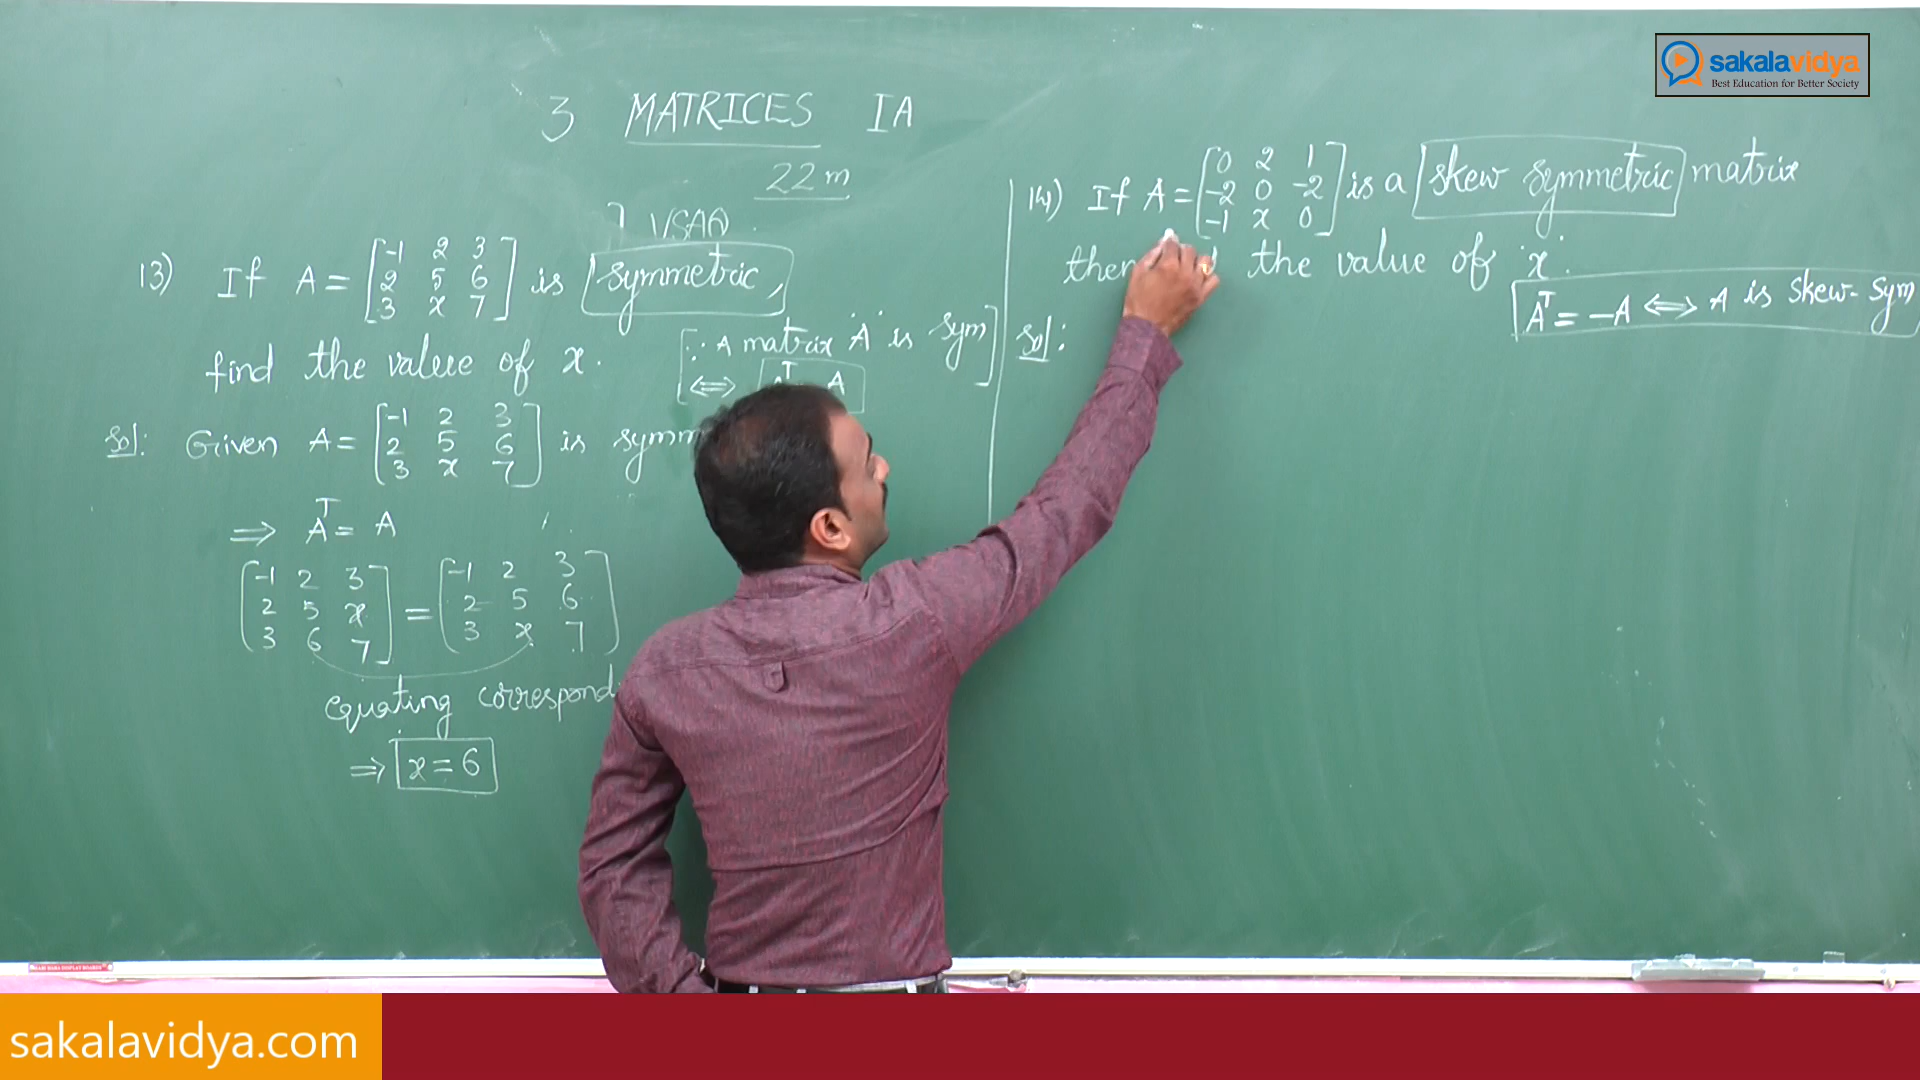 sakalavidya
Best Education for Better Society
3 MATRICES IA
22 m
VSAQ
13) If A = [-1 2 3
2 5 6
3 x 7] is symmetric,
find the value of x.
[∵ A matrix 'A' is sym
⟺ A]
Sol: Given A = [-1 2 3
2 5 6
3 x 7] is symm
⟹ A^T = A
[-1 2 3
2 5 x
3 6 7] = [-1 2 3
2 5 6
3 x 7]
equating correspond
⟹ x = 6
14) If A = [0 2 1
-2 0 -2
-1 x 0] is a skew symmetric matrix
then the value of 'x'.
A^T = -A ⟺ A is skew-sym
Sol:
sakalavidya.com